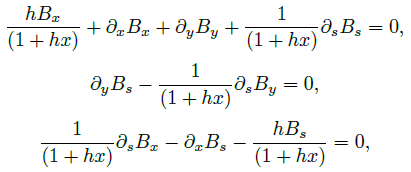 \frac{hB_x}{(1+hx)} + \partial_x B_x + \partial_y B_y + \frac{1}{(1+hx)} \partial_s B_s = 0,
\partial_y B_s - \frac{1}{(1+hx)} \partial_s B_y = 0,
\frac{1}{(1+hx)} \partial_s B_x - \partial_x B_s - \frac{hB_s}{(1+hx)} = 0,